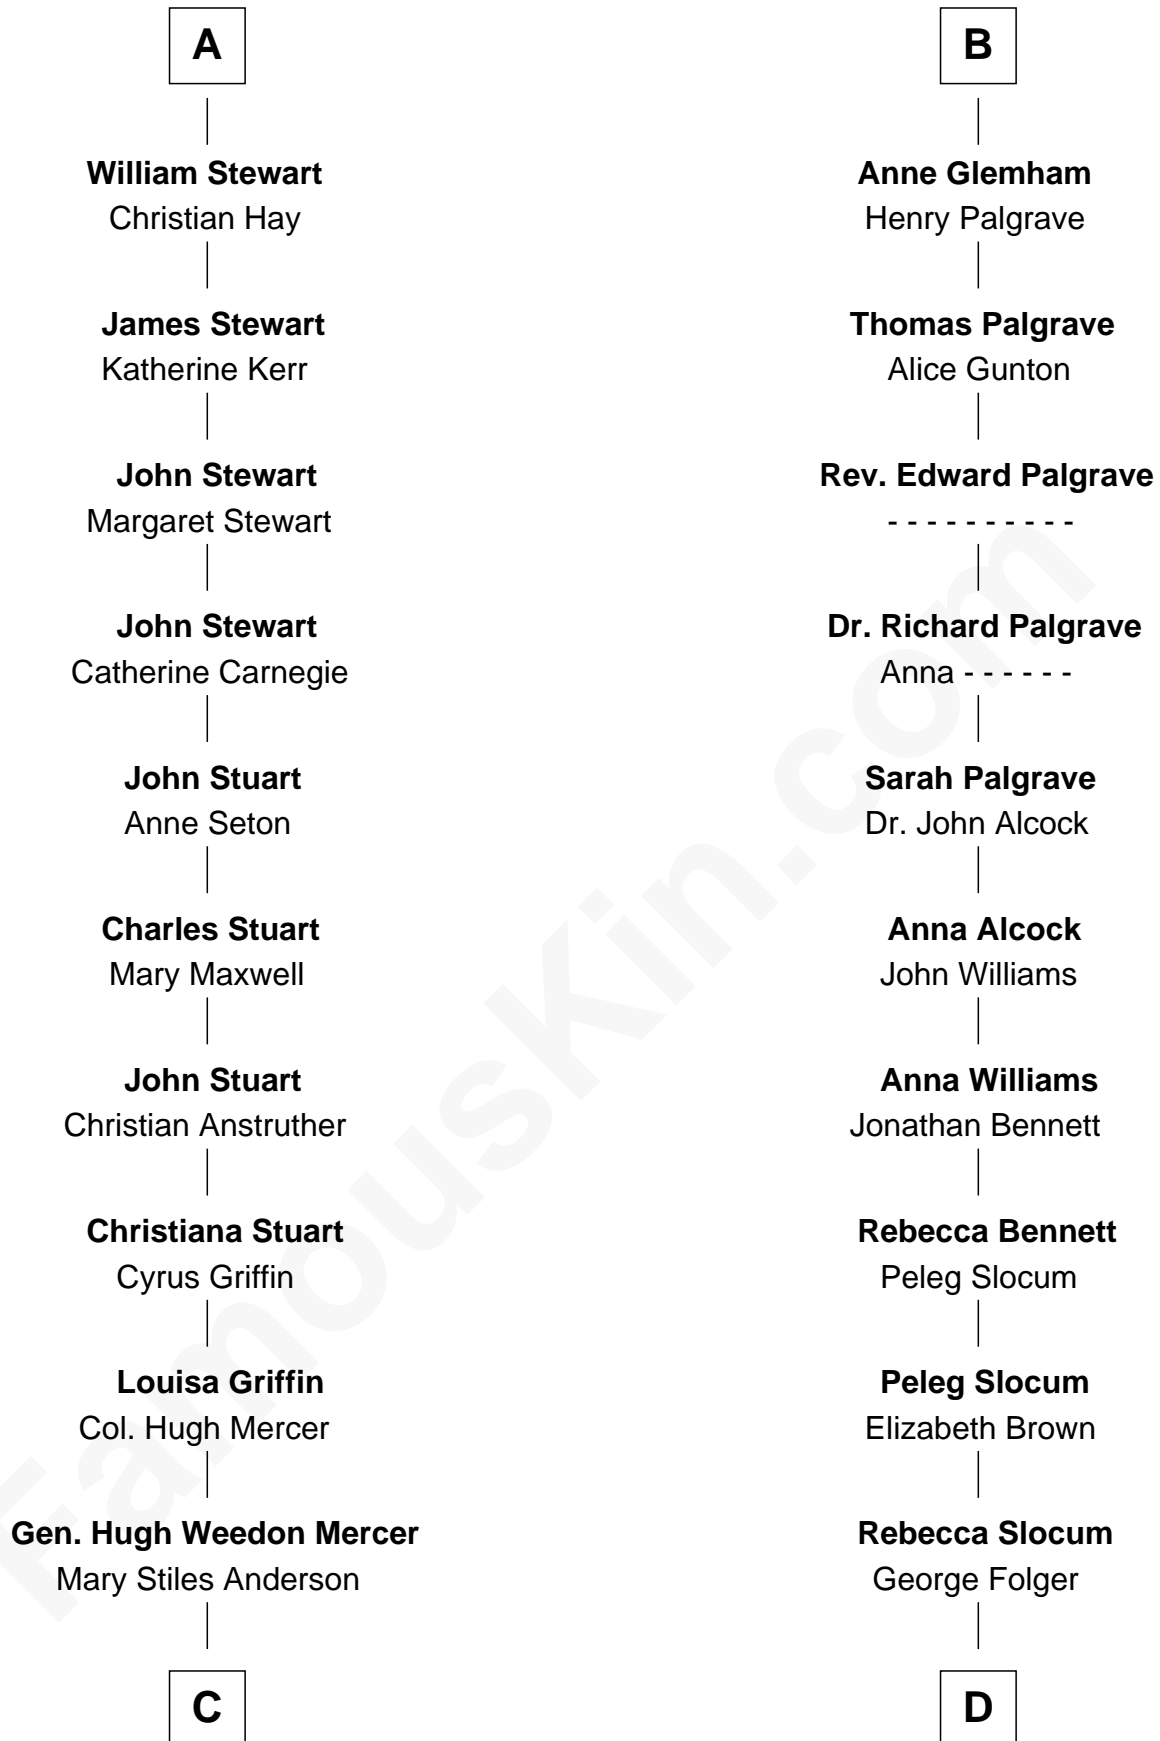 A
William Stewart
Christian Hay
James Stewart
Katherine Kerr
John Stewart
Margaret Stewart
John Stewart
Catherine Carnegie
John Stuart
Anne Seton
Charles Stuart
Mary Maxwell
John Stuart
Christian Anstruther
Christiana Stuart
Cyrus Griffin
Louisa Griffin
Col. Hugh Mercer
Gen. Hugh Weedon Mercer
Mary Stiles Anderson
C
B
Anne Glemham
Henry Palgrave
Thomas Palgrave
Alice Gunton
Rev. Edward Palgrave
- - - - - - - - - -
Dr. Richard Palgrave
Anna - - - - - -
Sarah Palgrave
Dr. John Alcock
Anna Alcock
John Williams
Anna Williams
Jonathan Bennett
Rebecca Bennett
Peleg Slocum
Peleg Slocum
Elizabeth Brown
Rebecca Slocum
George Folger
D
FamousKin.com